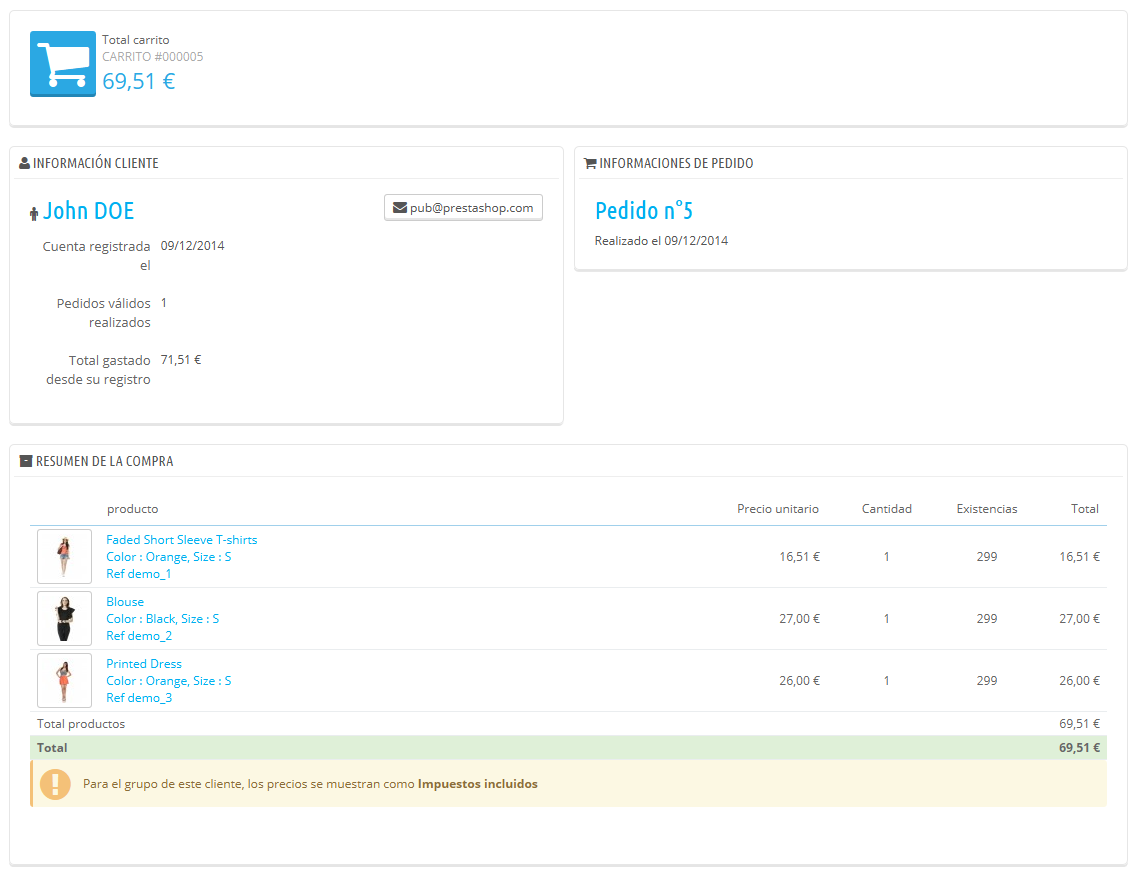 Total carrito
CARRITO #000005
69,51 €
INFORMACIÓN CLIENTE
John DOE
pub@prestashop.com
Cuenta registrada el 09/12/2014
Pedidos válidos realizados 1
Total gastado desde su registro 71,51 €
INFORMACIONES DE PEDIDO
Pedido n°5
Realizado el 09/12/2014
RESUMEN DE LA COMPRA
producto Precio unitario Cantidad Existencias Total
Faded Short Sleeve T-shirts
Color : Orange, Size : S 16,51 € 1 299 16,51 €
Ref demo_1
Blouse
Color : Black, Size : S 27,00 € 1 299 27,00 €
Ref demo_2
Printed Dress
Color : Orange, Size : S 26,00 € 1 299 26,00 €
Ref demo_3
Total productos 69,51 €
Total 69,51 €
Para el grupo de este cliente, los precios se muestran como Impuestos incluidos